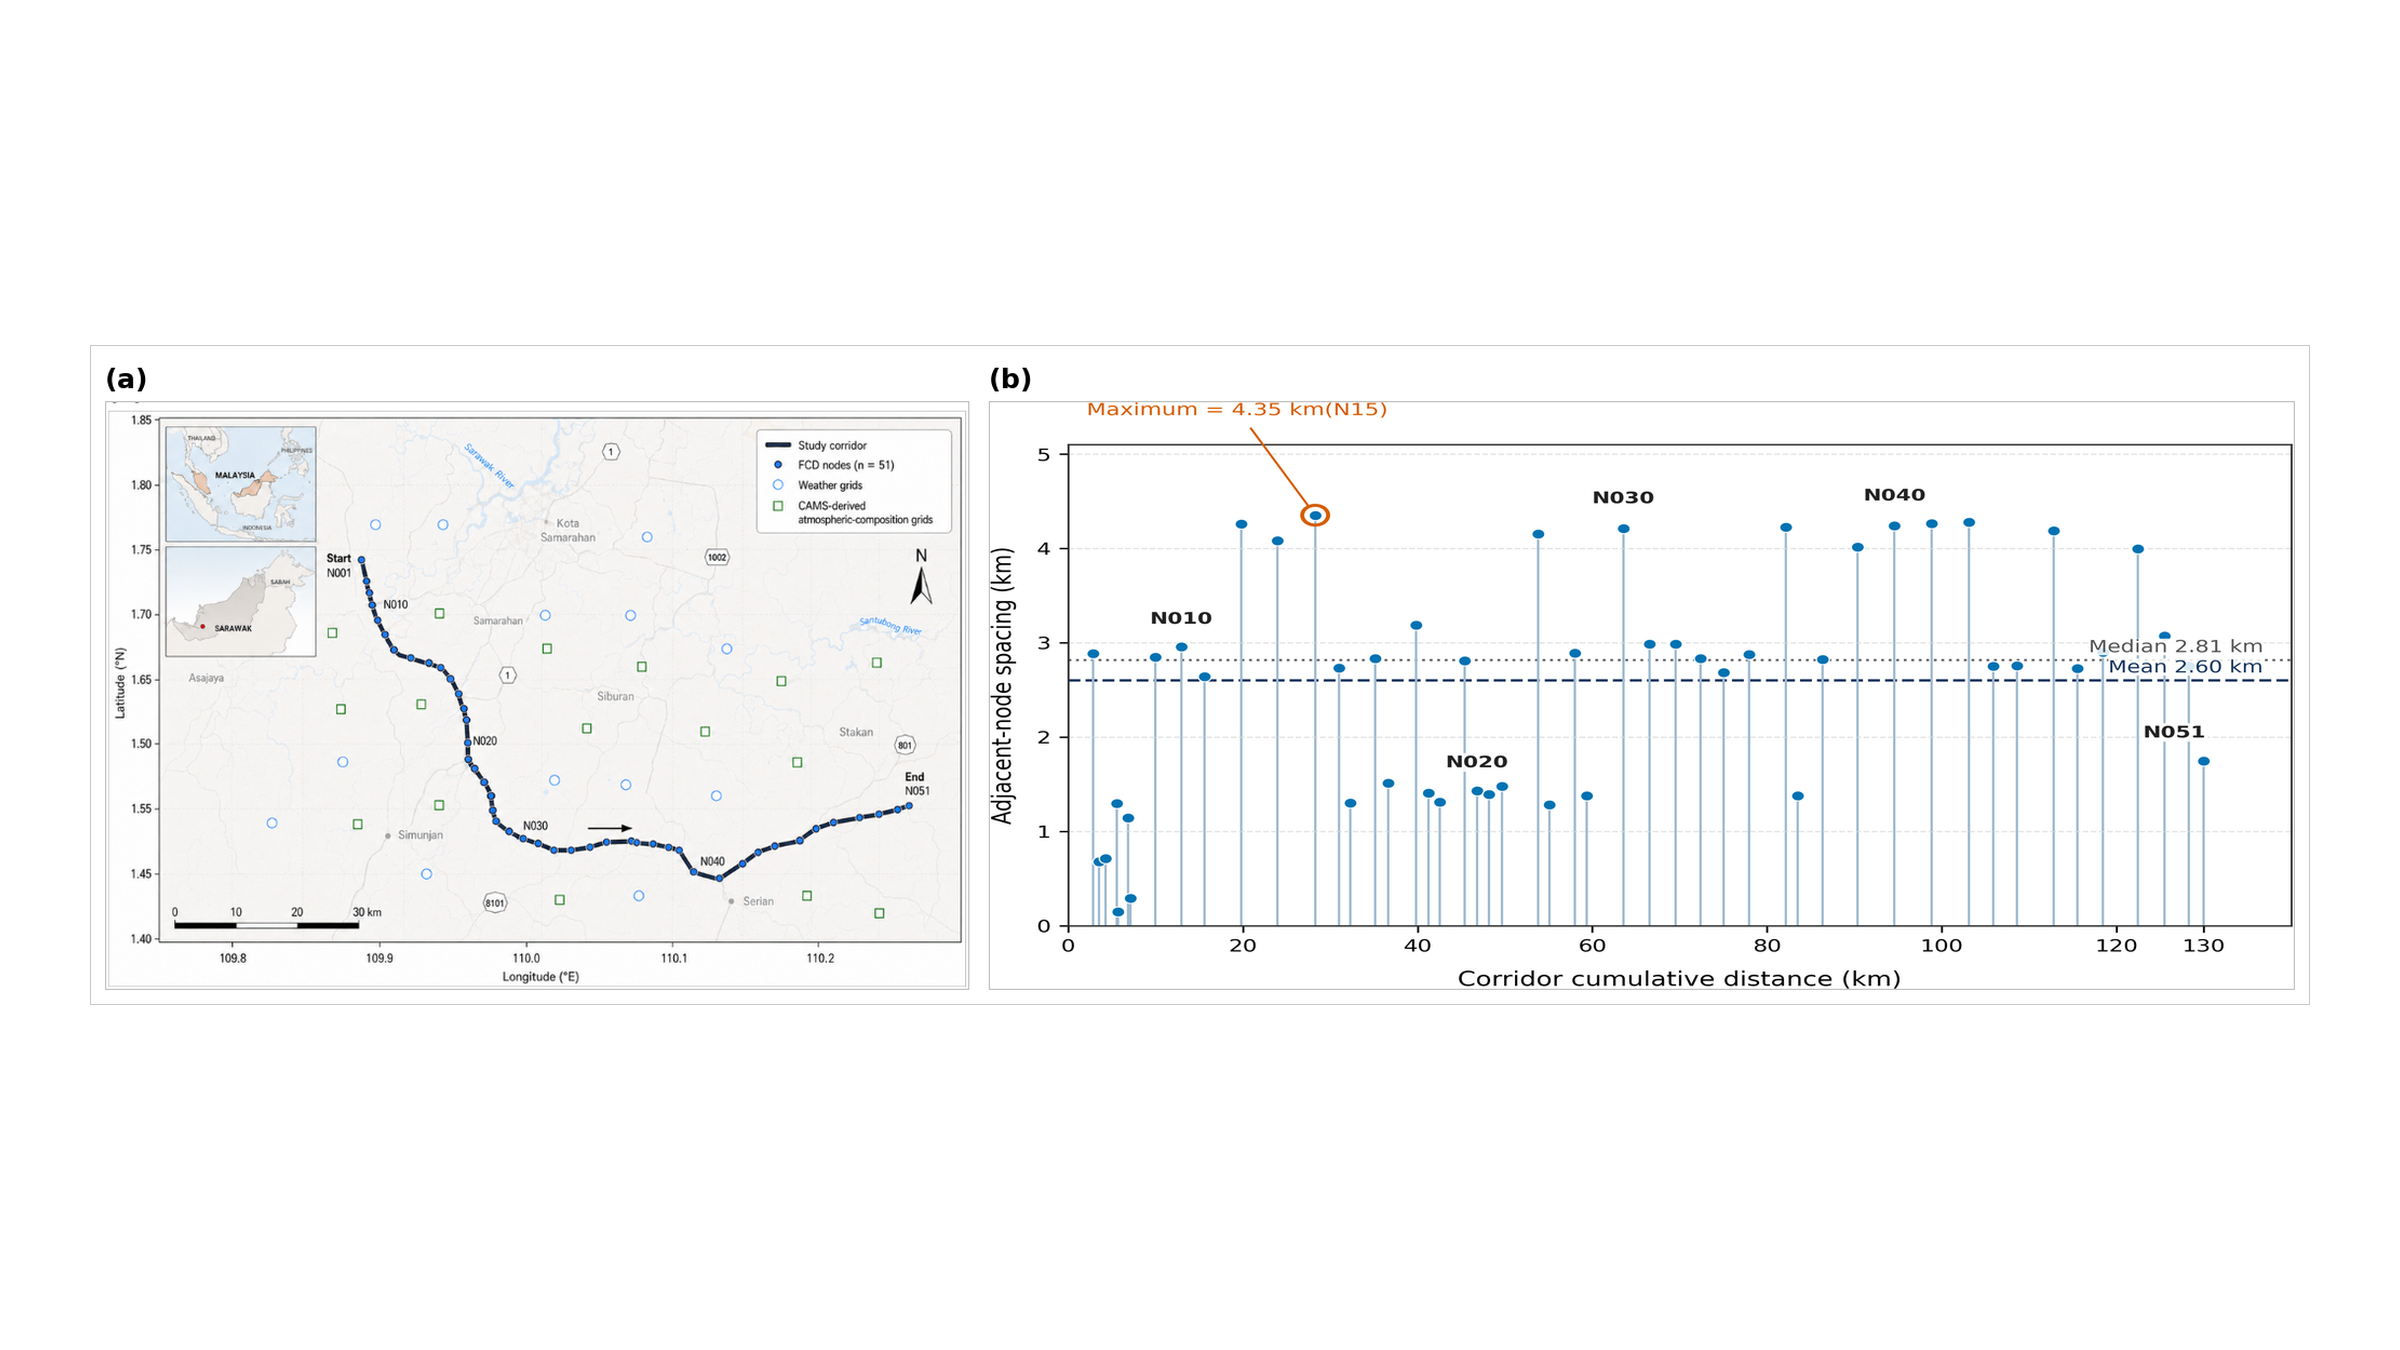 (a)
1.85
1.80
1.75
1.70
1.65
1.50
1.55
1.45
1.40
Latitude (°N)
109.8
109.9
110.0
110.1
110.2
Longitude (°E)
THAILAND
PHILIPPINES
MALAYSIA
INDONESIA
SABAH
SARAWAK
Study corridor
FCD nodes (n = 51)
Weather grids
CAMS-derived
atmospheric-composition grids
N
Sarawak River
1
Kota
Samarahan
1002
Start
N001
N010
Samarahan
Santubong River
Asajaya
1
Siburan
Stakan
801
N020
End
N051
Simunjan
N030
N040
8101
Serian
0
10
20
30 km
(b)
Maximum = 4.35 km(N15)
5
4
3
2
1
0
Adjacent-node spacing (km)
N010
N020
N030
N040
N051
Median 2.81 km
Mean 2.60 km
0
20
40
60
80
100
120
130
Corridor cumulative distance (km)